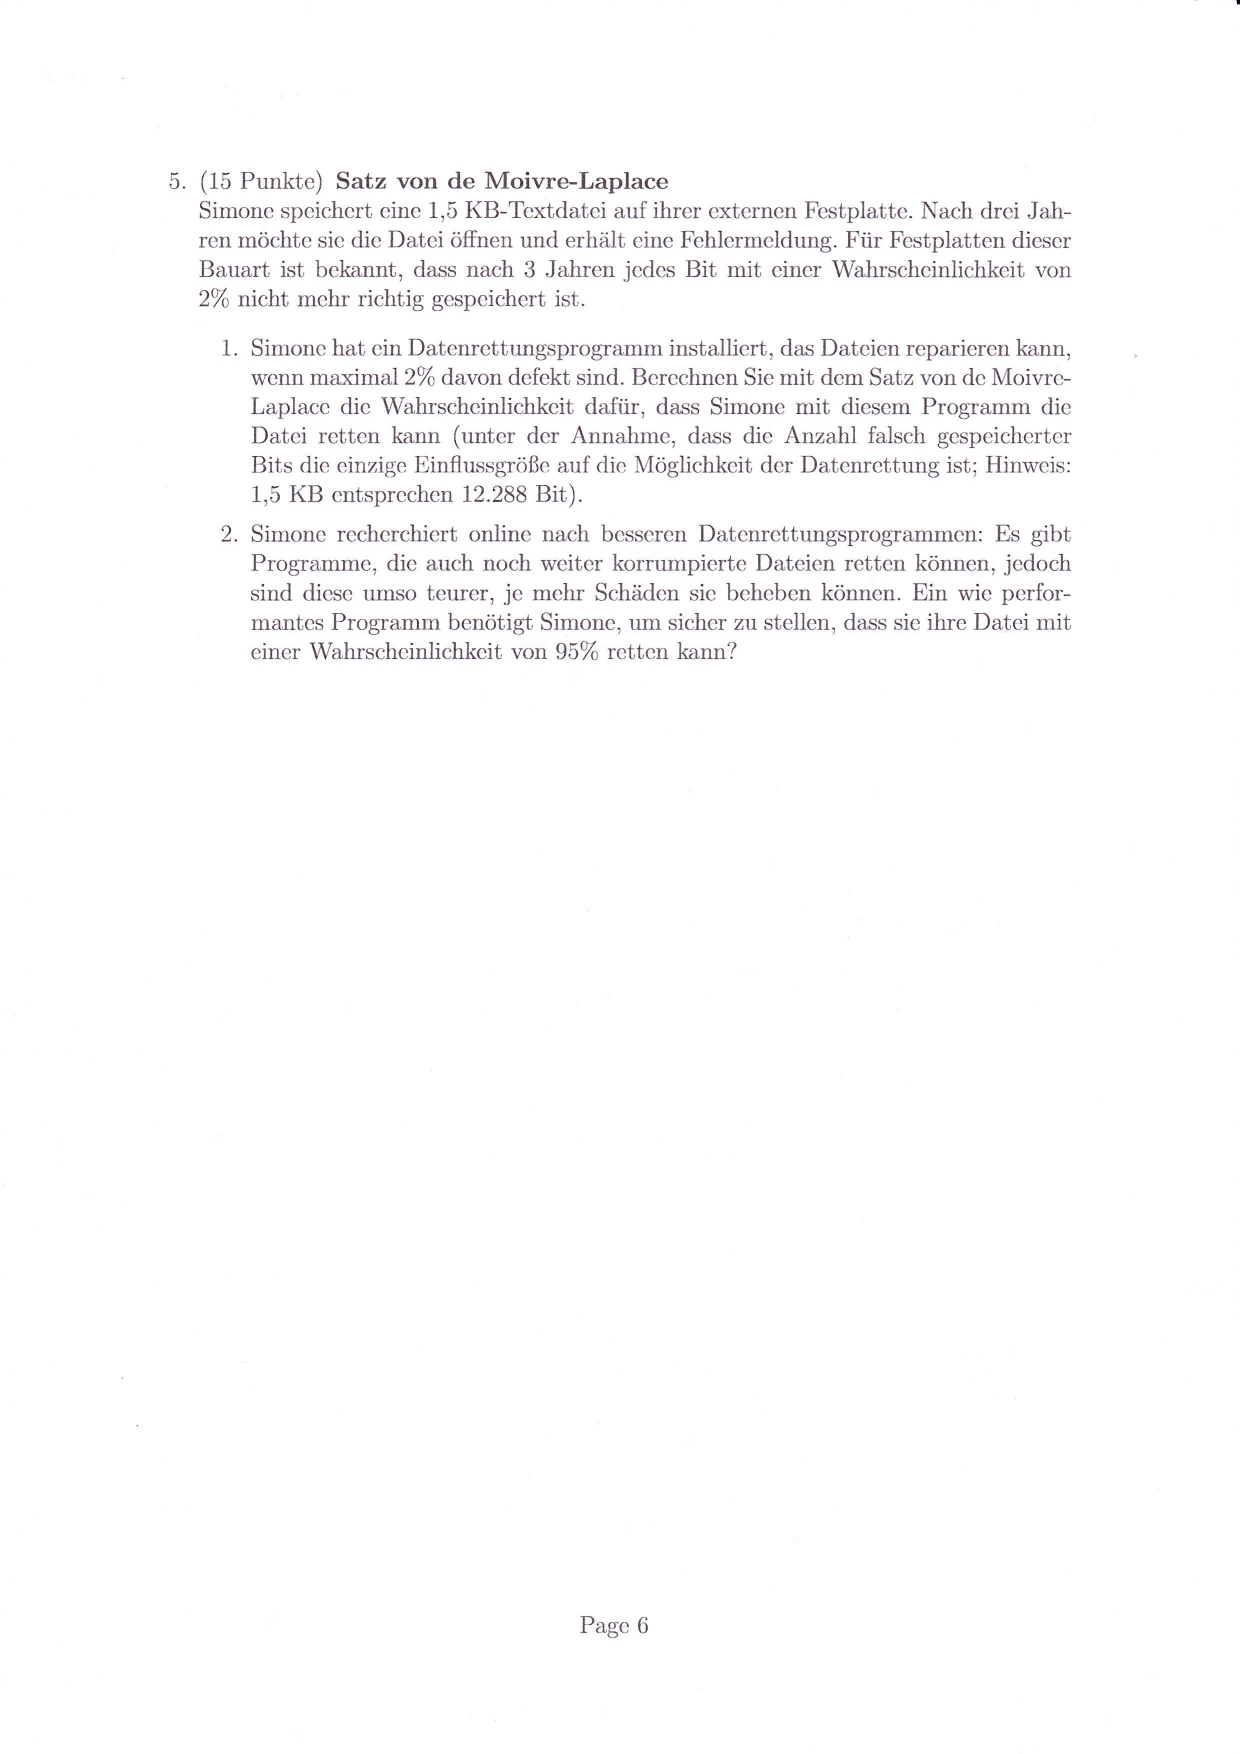 5. (15 Punkte) Satz von de Moivre-Laplace
Simone speichert eine 1,5 KB-Textdatei auf ihrer externen Festplatte. Nach drei Jah-
ren möchte sie die Datei öffnen und erhält eine Fehlermeldung. Für Festplatten dieser
Bauart ist bekannt, dass nach 3 Jahren jedes Bit mit einer Wahrscheinlichkeit von
2% nicht mehr richtig gespeichert ist.
1. Simone hat ein Datenrettungsprogramm installiert, das Dateien reparieren kann,
wenn maximal 2% davon defekt sind. Berechnen Sie mit dem Satz von de Moivre-
Laplace die Wahrscheinlichkeit dafür, dass Simone mit diesem Programm die
Datei retten kann (unter der Annahme, dass die Anzahl falsch gespeicherter
Bits die einzige Einflussgröße auf die Möglichkeit der Datenrettung ist; Hinweis:
1,5 KB entsprechen 12.288 Bit).
2. Simone recherchiert online nach besseren Datenrettungsprogrammen: Es gibt
Programme, die auch noch weiter korrumpierte Dateien retten können, jedoch
sind diese umso teurer, je mehr Schäden sie beheben können. Ein wie perfor-
mantes Programm benötigt Simone, um sicher zu stellen, dass sie ihre Datei mit
einer Wahrscheinlichkeit von 95% retten kann?
Page 6